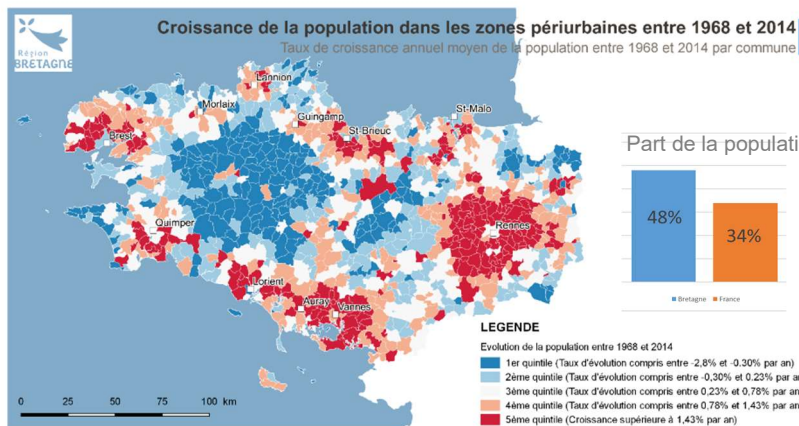 Croissance de la population dans les zones périurbaines entre 1968 et 2014
Taux de croissance annuel moyen de la population entre 1968 et 2014 par commune
Région
BRETAGNE
Lannion
Morlaix
Guingamp
St-Malo
St-Brieuc
Brest
Quimper
Rennes
Lorient
Auray
Vannes
0 25 50 75 100 km
Part de la populati
48%
34%
Bretagne France
LEGENDE
Evolution de la population entre 1968 et 2014
1er quintile (Taux d'évolution compris entre -2,8% et -0.30% par an)
2ème quintile (Taux d'évolution compris entre -0,30% et 0.23% par an
3ème quintile (Taux d'évolution compris entre 0,23% et 0,78% par an
4ème quintile (Taux d'évolution compris entre 0,78% et 1,43% par an
5ème quintile (Croissance supérieure à 1,43% par an)